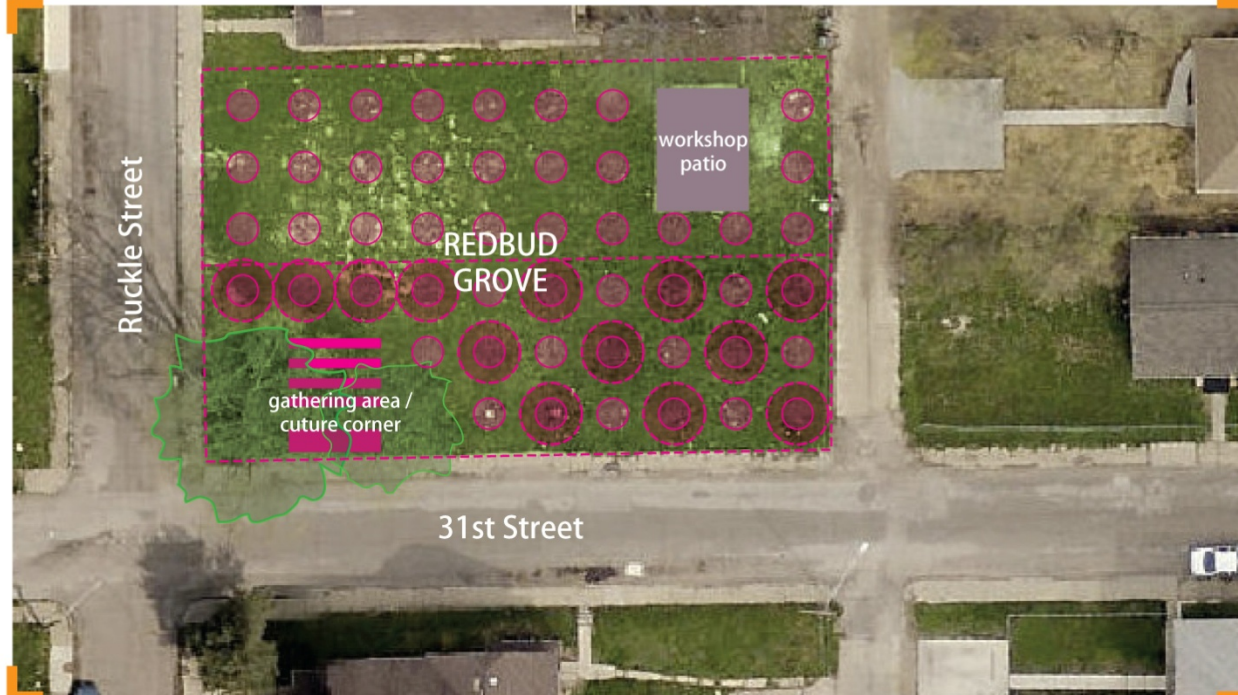 workshop
patio
Ruckle Street
REDBUD
GROVE
gathering area /
cuture corner
31st Street